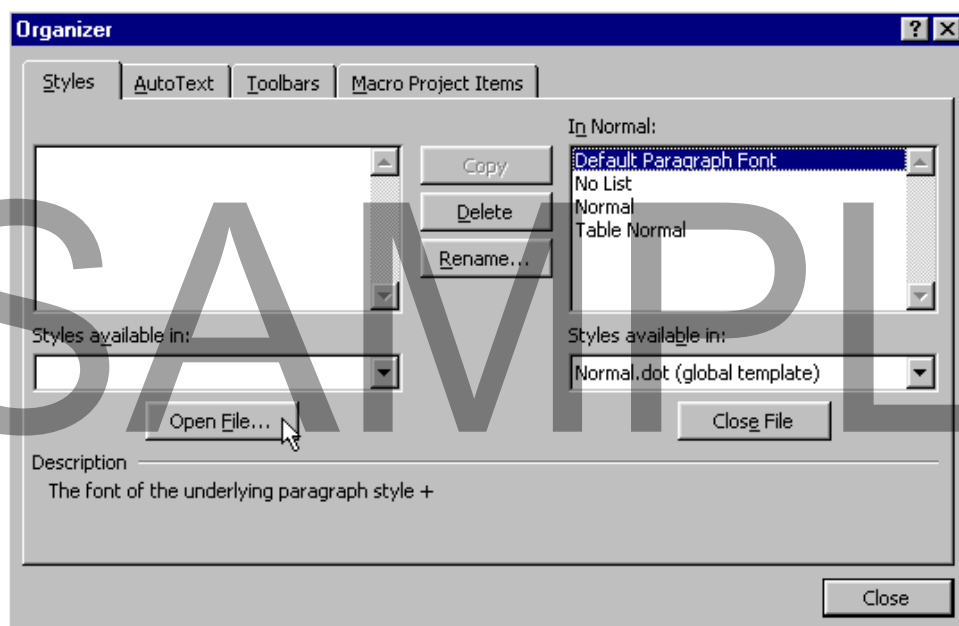 Organizer
Styles AutoText Toolbars Macro Project Items
In Normal:
Copy
Delete
Rename...
Default Paragraph Font
No List
Normal
Table Normal
Styles available in:
Styles available in:
Normal.dot (global template)
Open File...
Close File
Description
The font of the underlying paragraph style +
Close
SAMPL